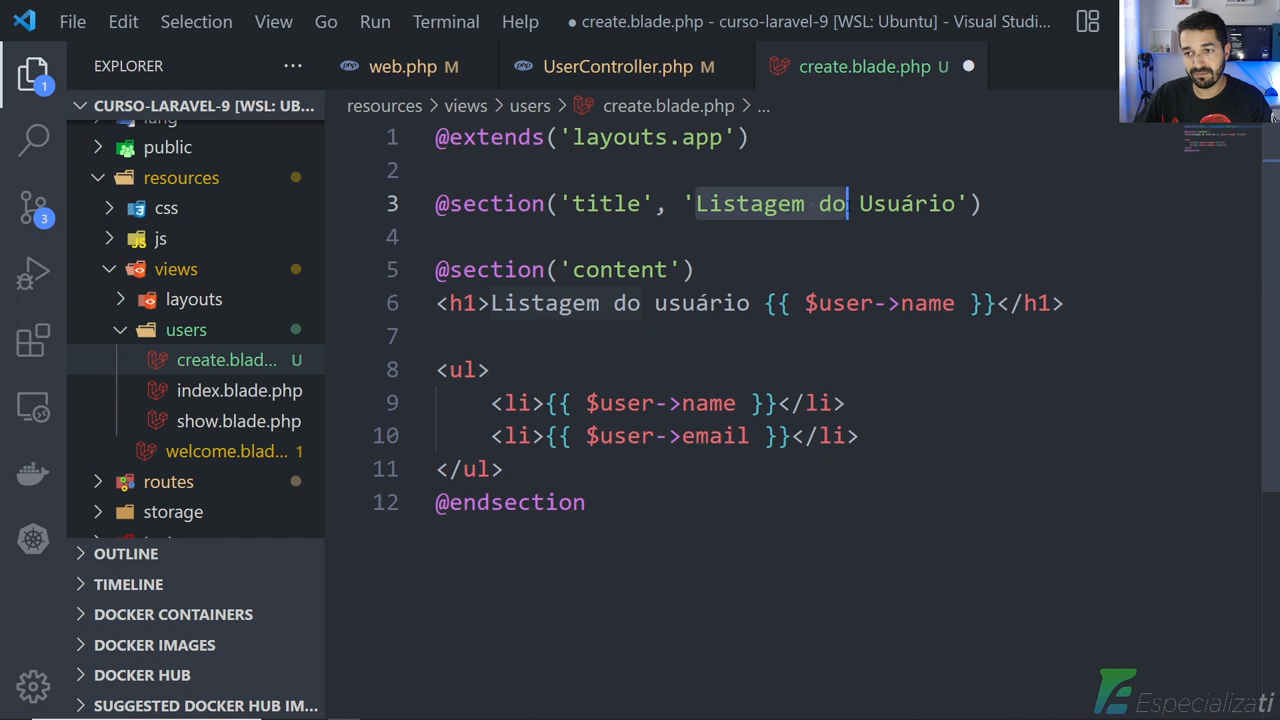 File Edit Selection View Go Run Terminal Help ● create.blade.php - curso-laravel-9 [WSL: Ubuntu] - Visual Studi...
EXPLORER ...
web.php M UserController.php M create.blade.php U
1
CURSO-LARAVEL-9 [WSL: UB...
resources > views > users > create.blade.php > ...
lang
public
resources
css
3
js
views
layouts
users
create.blad... U
index.blade.php
show.blade.php
welcome.blad... 1
routes
storage
OUTLINE
TIMELINE
DOCKER CONTAINERS
DOCKER IMAGES
DOCKER HUB
SUGGESTED DOCKER HUB IM...
1 @extends('layouts.app')
2
3 @section('title', 'Listagem do Usuário')
4
5 @section('content')
6 <h1>Listagem do usuário {{ $user->name }}</h1>
7
8 <ul>
9 <li>{{ $user->name }}</li>
10 <li>{{ $user->email }}</li>
11 </ul>
12 @endsection
Especializati